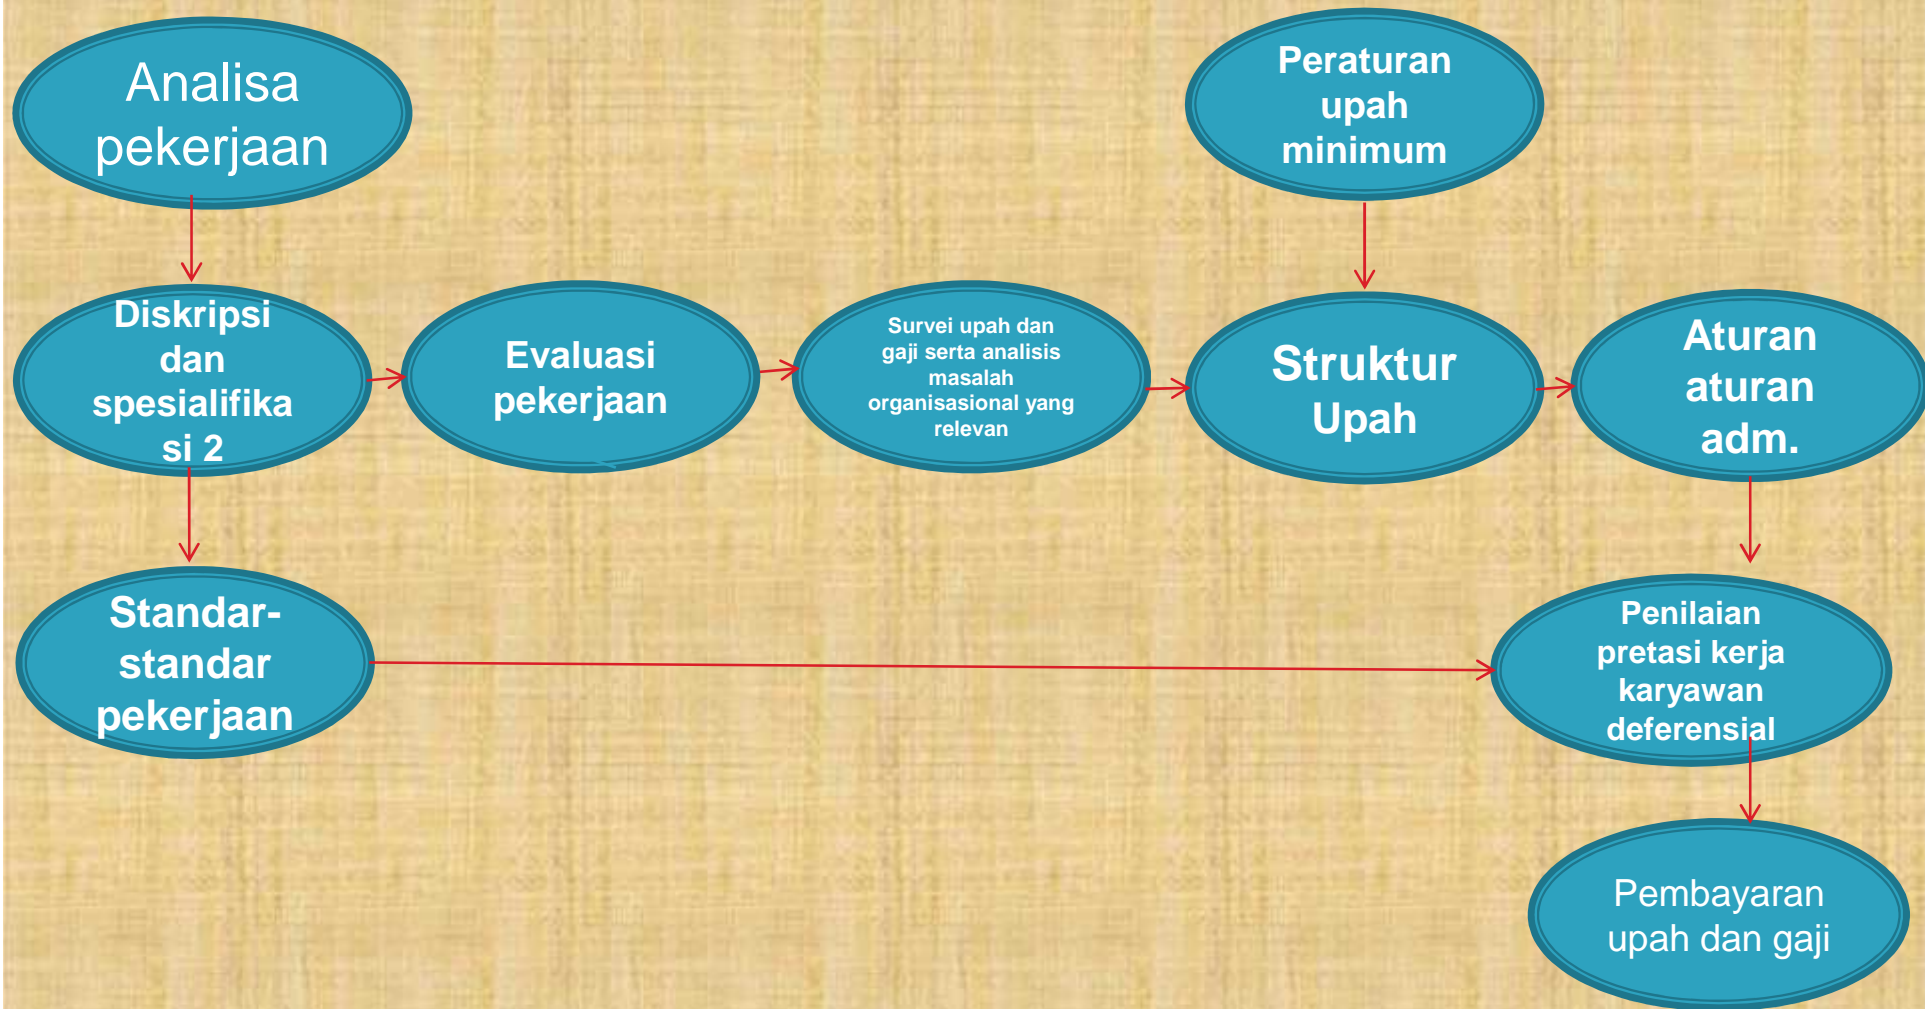 Analisa
pekerjaan
Peraturan
upah
minimum
Diskripsi
dan
spesialifika
si 2
Evaluasi
pekerjaan
Survei upah dan
gaji serta analisis
masalah
organisasional yang
relevan
Struktur
Upah
Aturan
aturan
adm.
Standar-
standar
pekerjaan
Penilaian
pretasi kerja
karyawan
deferensial
Pembayaran
upah dan gaji